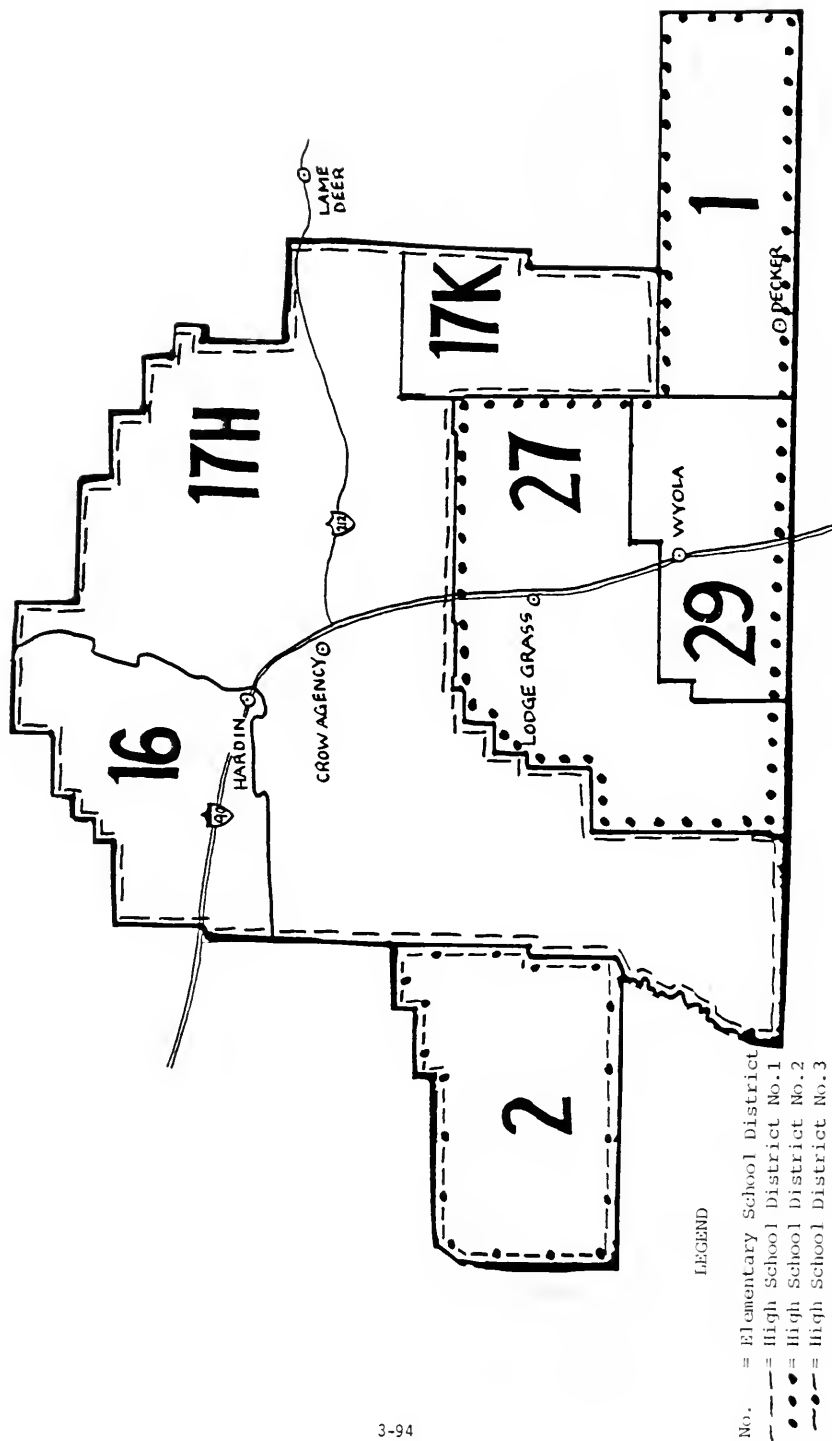 16
17H
HARDIN
90
212
CROW AGENCY
LAME
DEER
17K
27
LODGE GRASS
WYOLA
29
1
DECKER
2
LEGEND
No. = Elementary School District
= High School District No.1
= High School District No.2
= High School District No.3
3-94